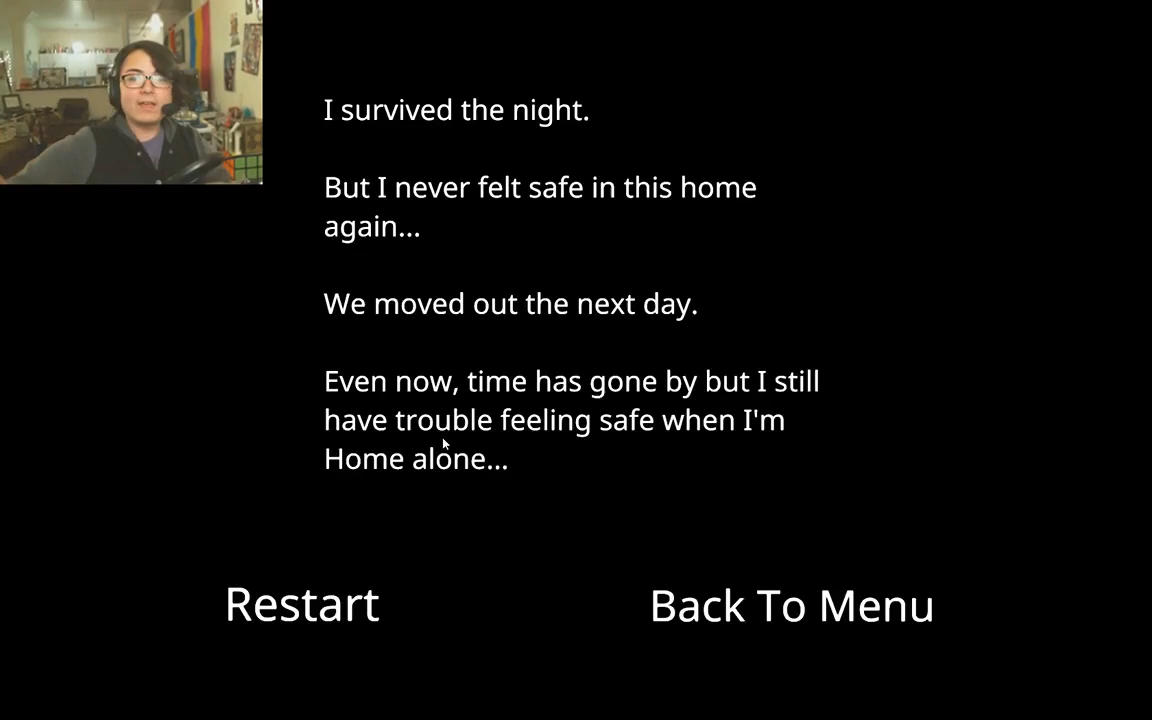 I survived the night.
But I never felt safe in this home
again...
We moved out the next day.
Even now, time has gone by but I still
have trouble feeling safe when I'm
Home alone...
Restart
Back To Menu